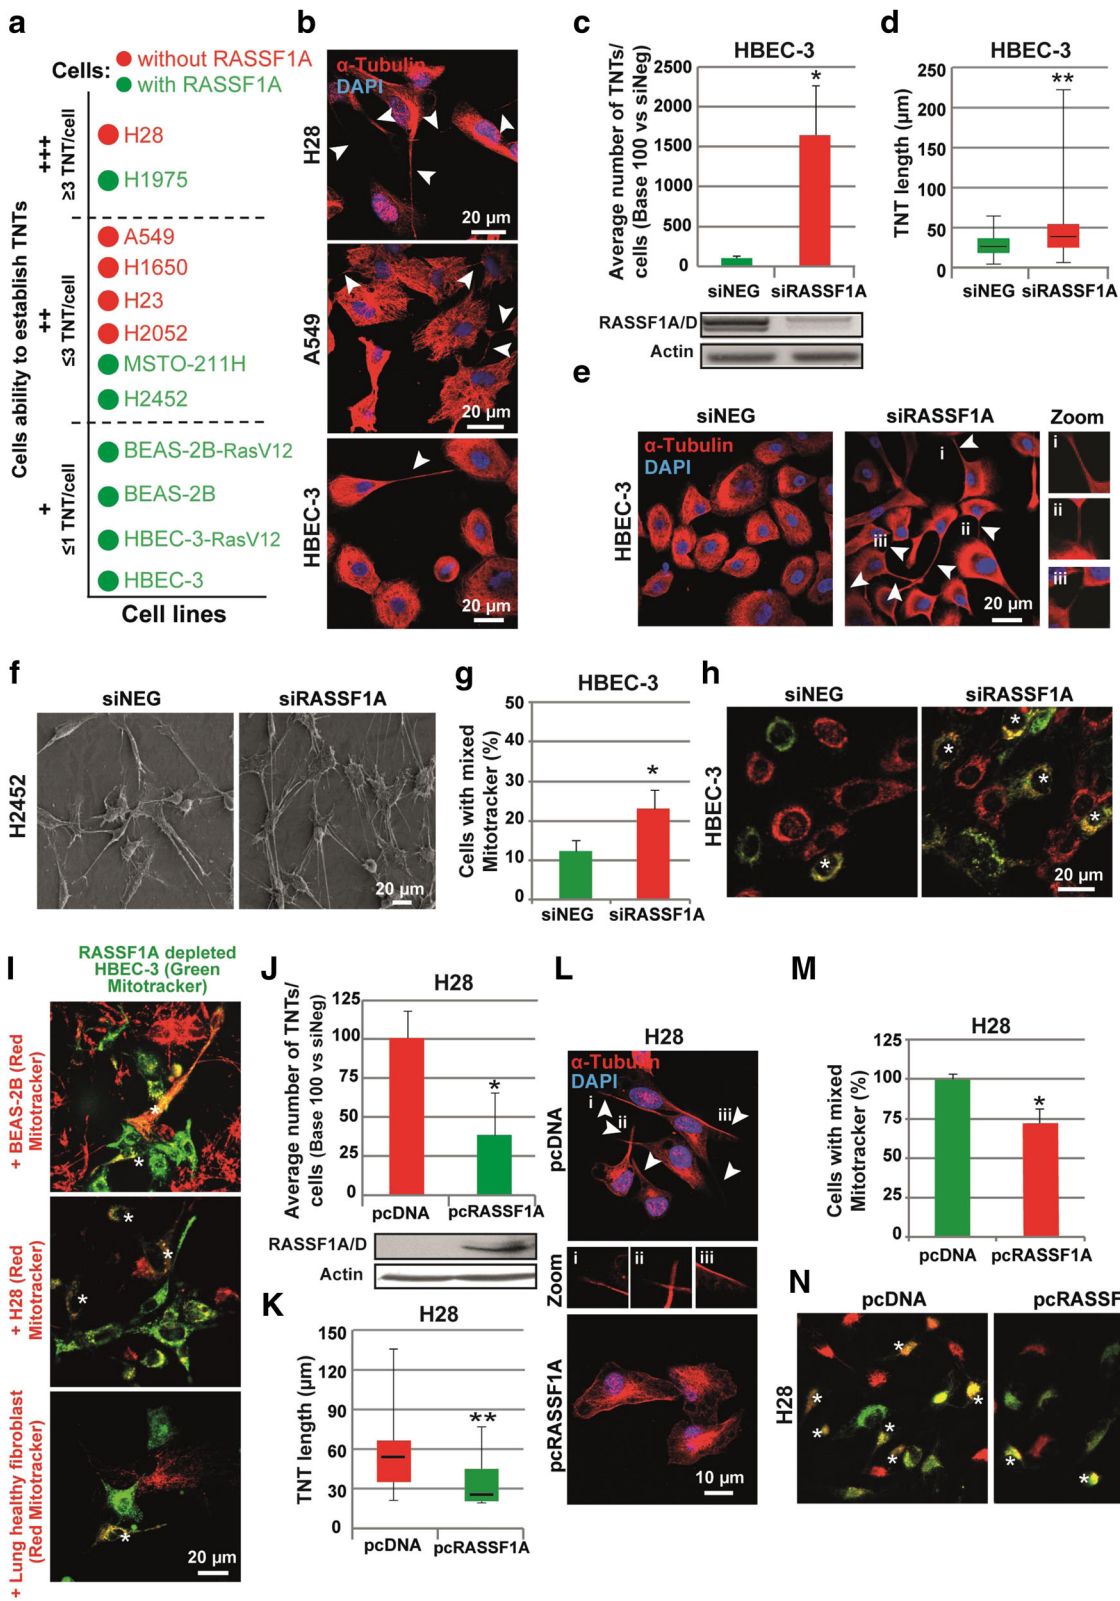 a
Cells:
without RASSF1A
with RASSF1A
Cells ability to establish TNTs
+++
≥3 TNT/cell
H28
H1975
++
≤3 TNT/cell
A549
H1650
H23
H2052
MSTO-211H
H2452
+
≤1 TNT/cell
BEAS-2B-RasV12
BEAS-2B
HBEC-3-RasV12
HBEC-3
Cell lines
b
α-Tubulin
DAPI
H28
20 µm
A549
20 µm
HBEC-3
20 µm
c
HBEC-3
Average number of TNTs/
cells (Base 100 vs siNeg)
2500
2000
1500
1000
500
0
*
siNEG siRASSF1A
RASSF1A/D
Actin
d
HBEC-3
TNT length (µm)
250
200
150
100
50
0
**
siNEG siRASSF1A
e
siNEG
siRASSF1A
Zoom
HBEC-3
α-Tubulin
DAPI
i
ii
iii
20 µm
i
ii
iii
f
siNEG
siRASSF1A
H2452
20 µm
g
HBEC-3
Cells with mixed
Mitotracker (%)
50
40
30
20
10
0
*
siNEG siRASSF1A
h
siNEG
siRASSF1A
HBEC-3
*
* * * *
20 µm
I
RASSF1A depleted
HBEC-3 (Green
Mitotracker)
+ BEAS-2B (Red
Mitotracker)
* *
+ H28 (Red
Mitotracker)
* * *
+ Lung healthy fibroblast
(Red Mitotracker)
*
20 µm
J
H28
Average number of TNTs/
cells (Base 100 vs siNeg)
125
100
75
50
25
0
*
pcDNA pcRASSF1A
RASSF1A/D
Actin
K
H28
TNT length (µm)
150
120
90
60
30
0
**
pcDNA pcRASSF1A
L
H28
α-Tubulin
DAPI
pcDNA
i
ii
iii
Zoom
i
ii
iii
pcRASSF1A
10 µm
M
H28
Cells with mixed
Mitotracker (%)
125
100
75
50
25
0
*
pcDNA pcRASSF1A
N
pcDNA
pcRASSF
H28
* * * * * *
* *